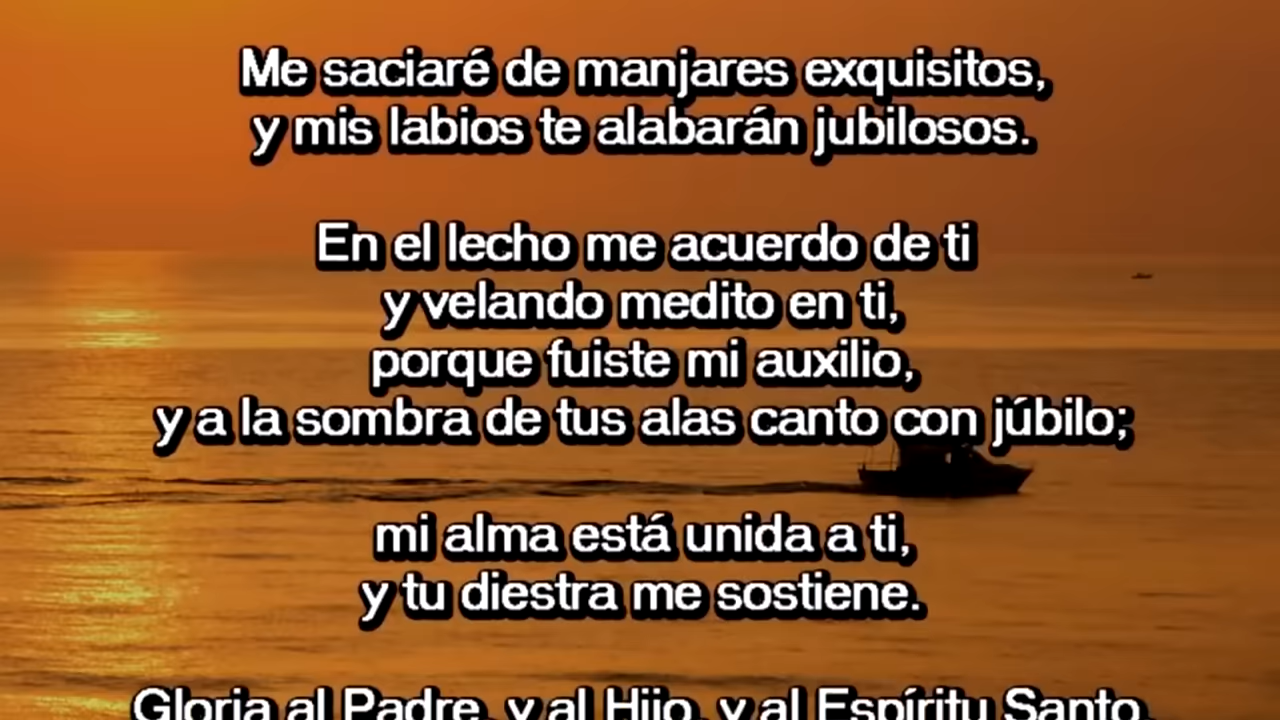 Me saciaré de manjares exquisitos,
y mis labios te alabarán jubilosos.
En el lecho me acuerdo de ti
y velando medito en ti,
porque fuiste mi auxilio,
y a la sombra de tus alas canto con júbilo;
mi alma está unida a ti,
y tu diestra me sostiene.
Gloria al Padre, y al Hijo, y al Espíritu Santo.